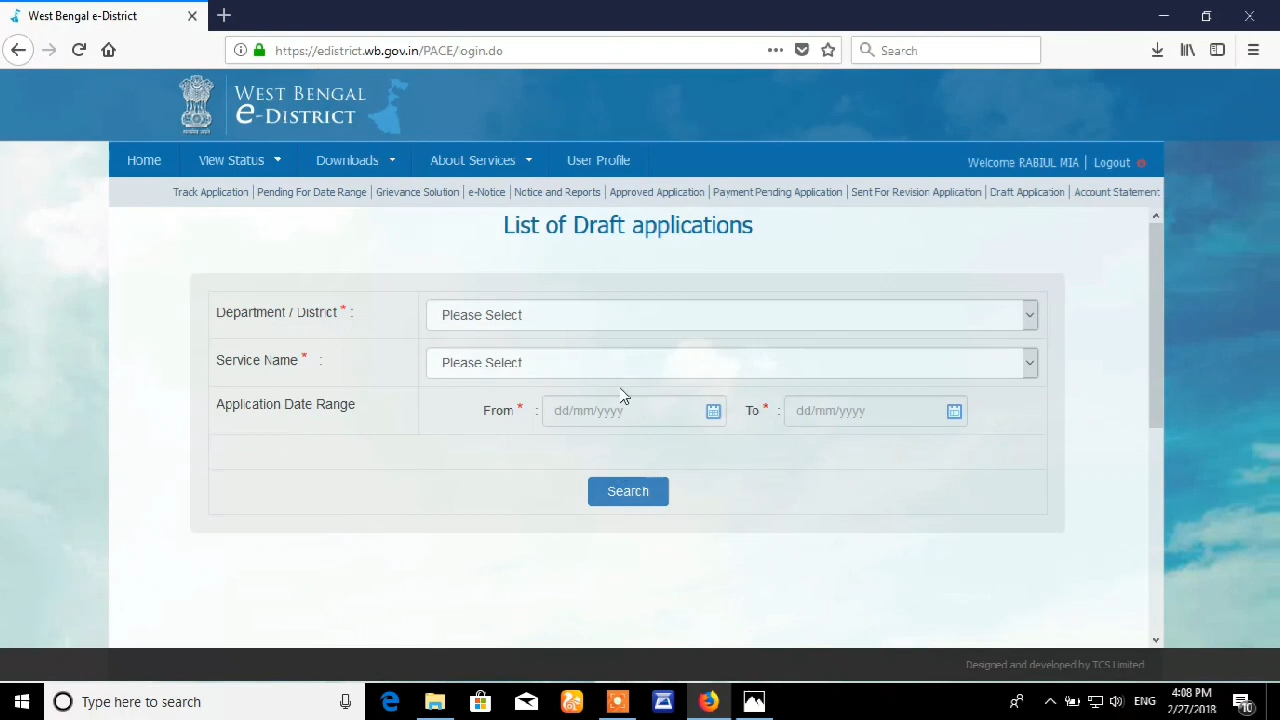 West Bengal e-District
https://edistrict.wb.gov.in/PACE/login.do
Search
WEST BENGAL
e-DISTRICT
Home View Status Downloads About Services User Profile Welcome RABIUL MIA | Logout
Track Application | Pending For Date Range | Grievance Solution | e-Notice | Notice and Reports | Approved Application | Payment Pending Application | Sent For Revision Application | Draft Application | Account Statement
List of Draft applications
Department / District * : Please Select
Service Name * : Please Select
Application Date Range From * : dd/mm/yyyy To * : dd/mm/yyyy
Search
Designed and developed by TCS Limited
Type here to search
ENG
4:08 PM
2/27/2018
10